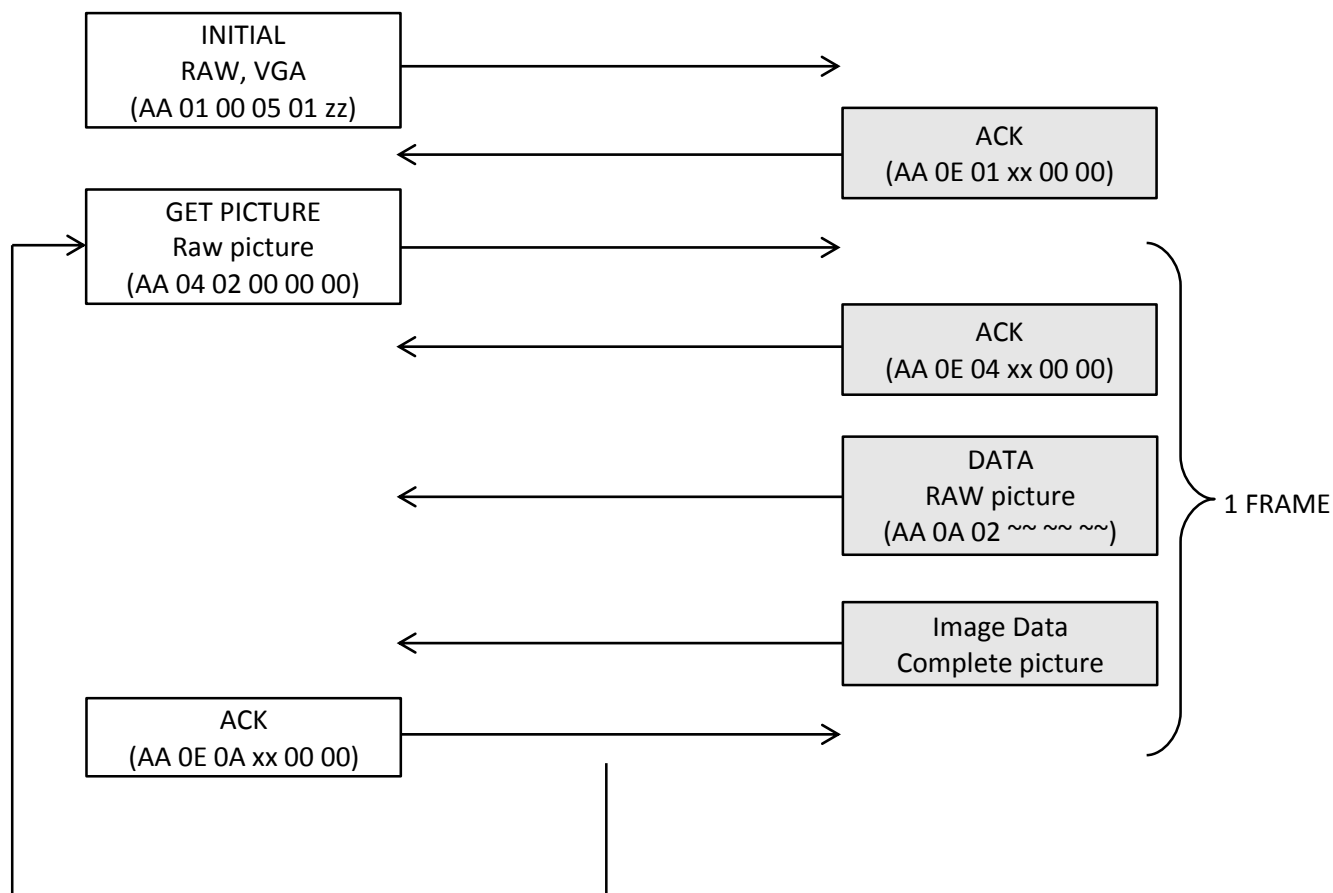 INITIAL
RAW, VGA
(AA 01 00 05 01 zz)
ACK
(AA 0E 01 xx 00 00)
GET PICTURE
Raw picture
(AA 04 02 00 00 00)
ACK
(AA 0E 04 xx 00 00)
DATA
RAW picture
(AA 0A 02 ~~ ~~ ~~)
1 FRAME
Image Data
Complete picture
ACK
(AA 0E 0A xx 00 00)